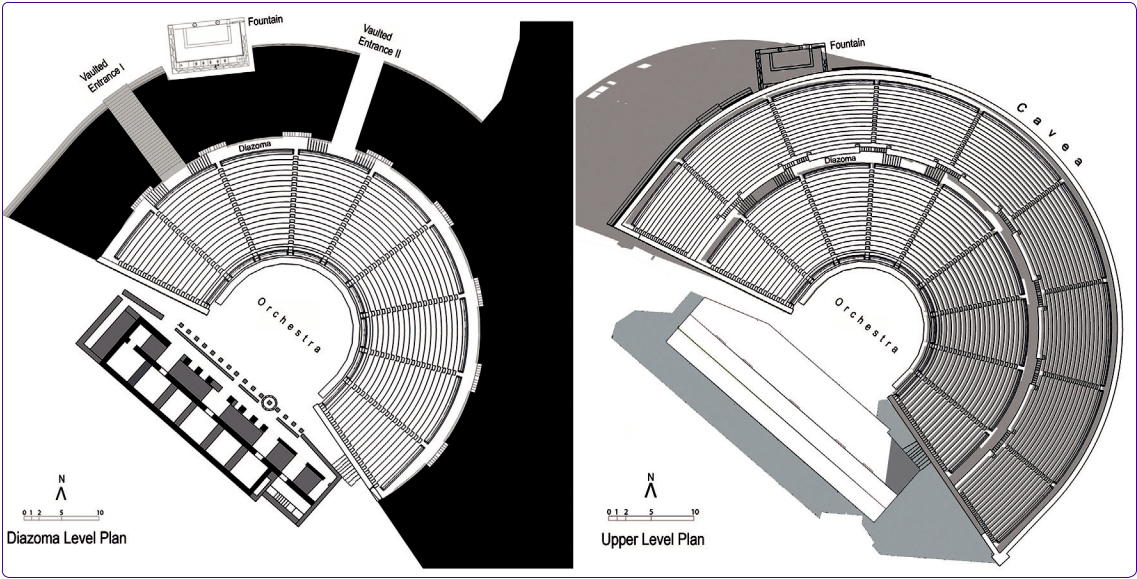 Fountain
Vaulted
Entrance I
Vaulted
Entrance II
Diazoma
Orchestra
N
0 1 2 5 10
Diazoma Level Plan
Fountain
Cavea
Diazoma
Orchestra
N
0 1 2 5 10
Upper Level Plan